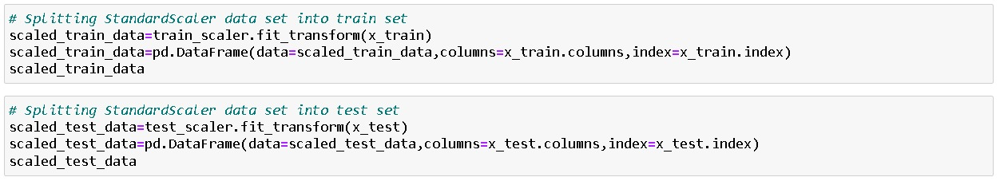 # Splitting StandardScaler data set into train set
scaled_train_data=train_scaler.fit_transform(x_train)
scaled_train_data=pd.DataFrame(data=scaled_train_data,columns=x_train.columns,index=x_train.index)
scaled_train_data
# Splitting StandardScaler data set into test set
scaled_test_data=test_scaler.fit_transform(x_test)
scaled_test_data=pd.DataFrame(data=scaled_test_data,columns=x_test.columns,index=x_test.index)
scaled_test_data